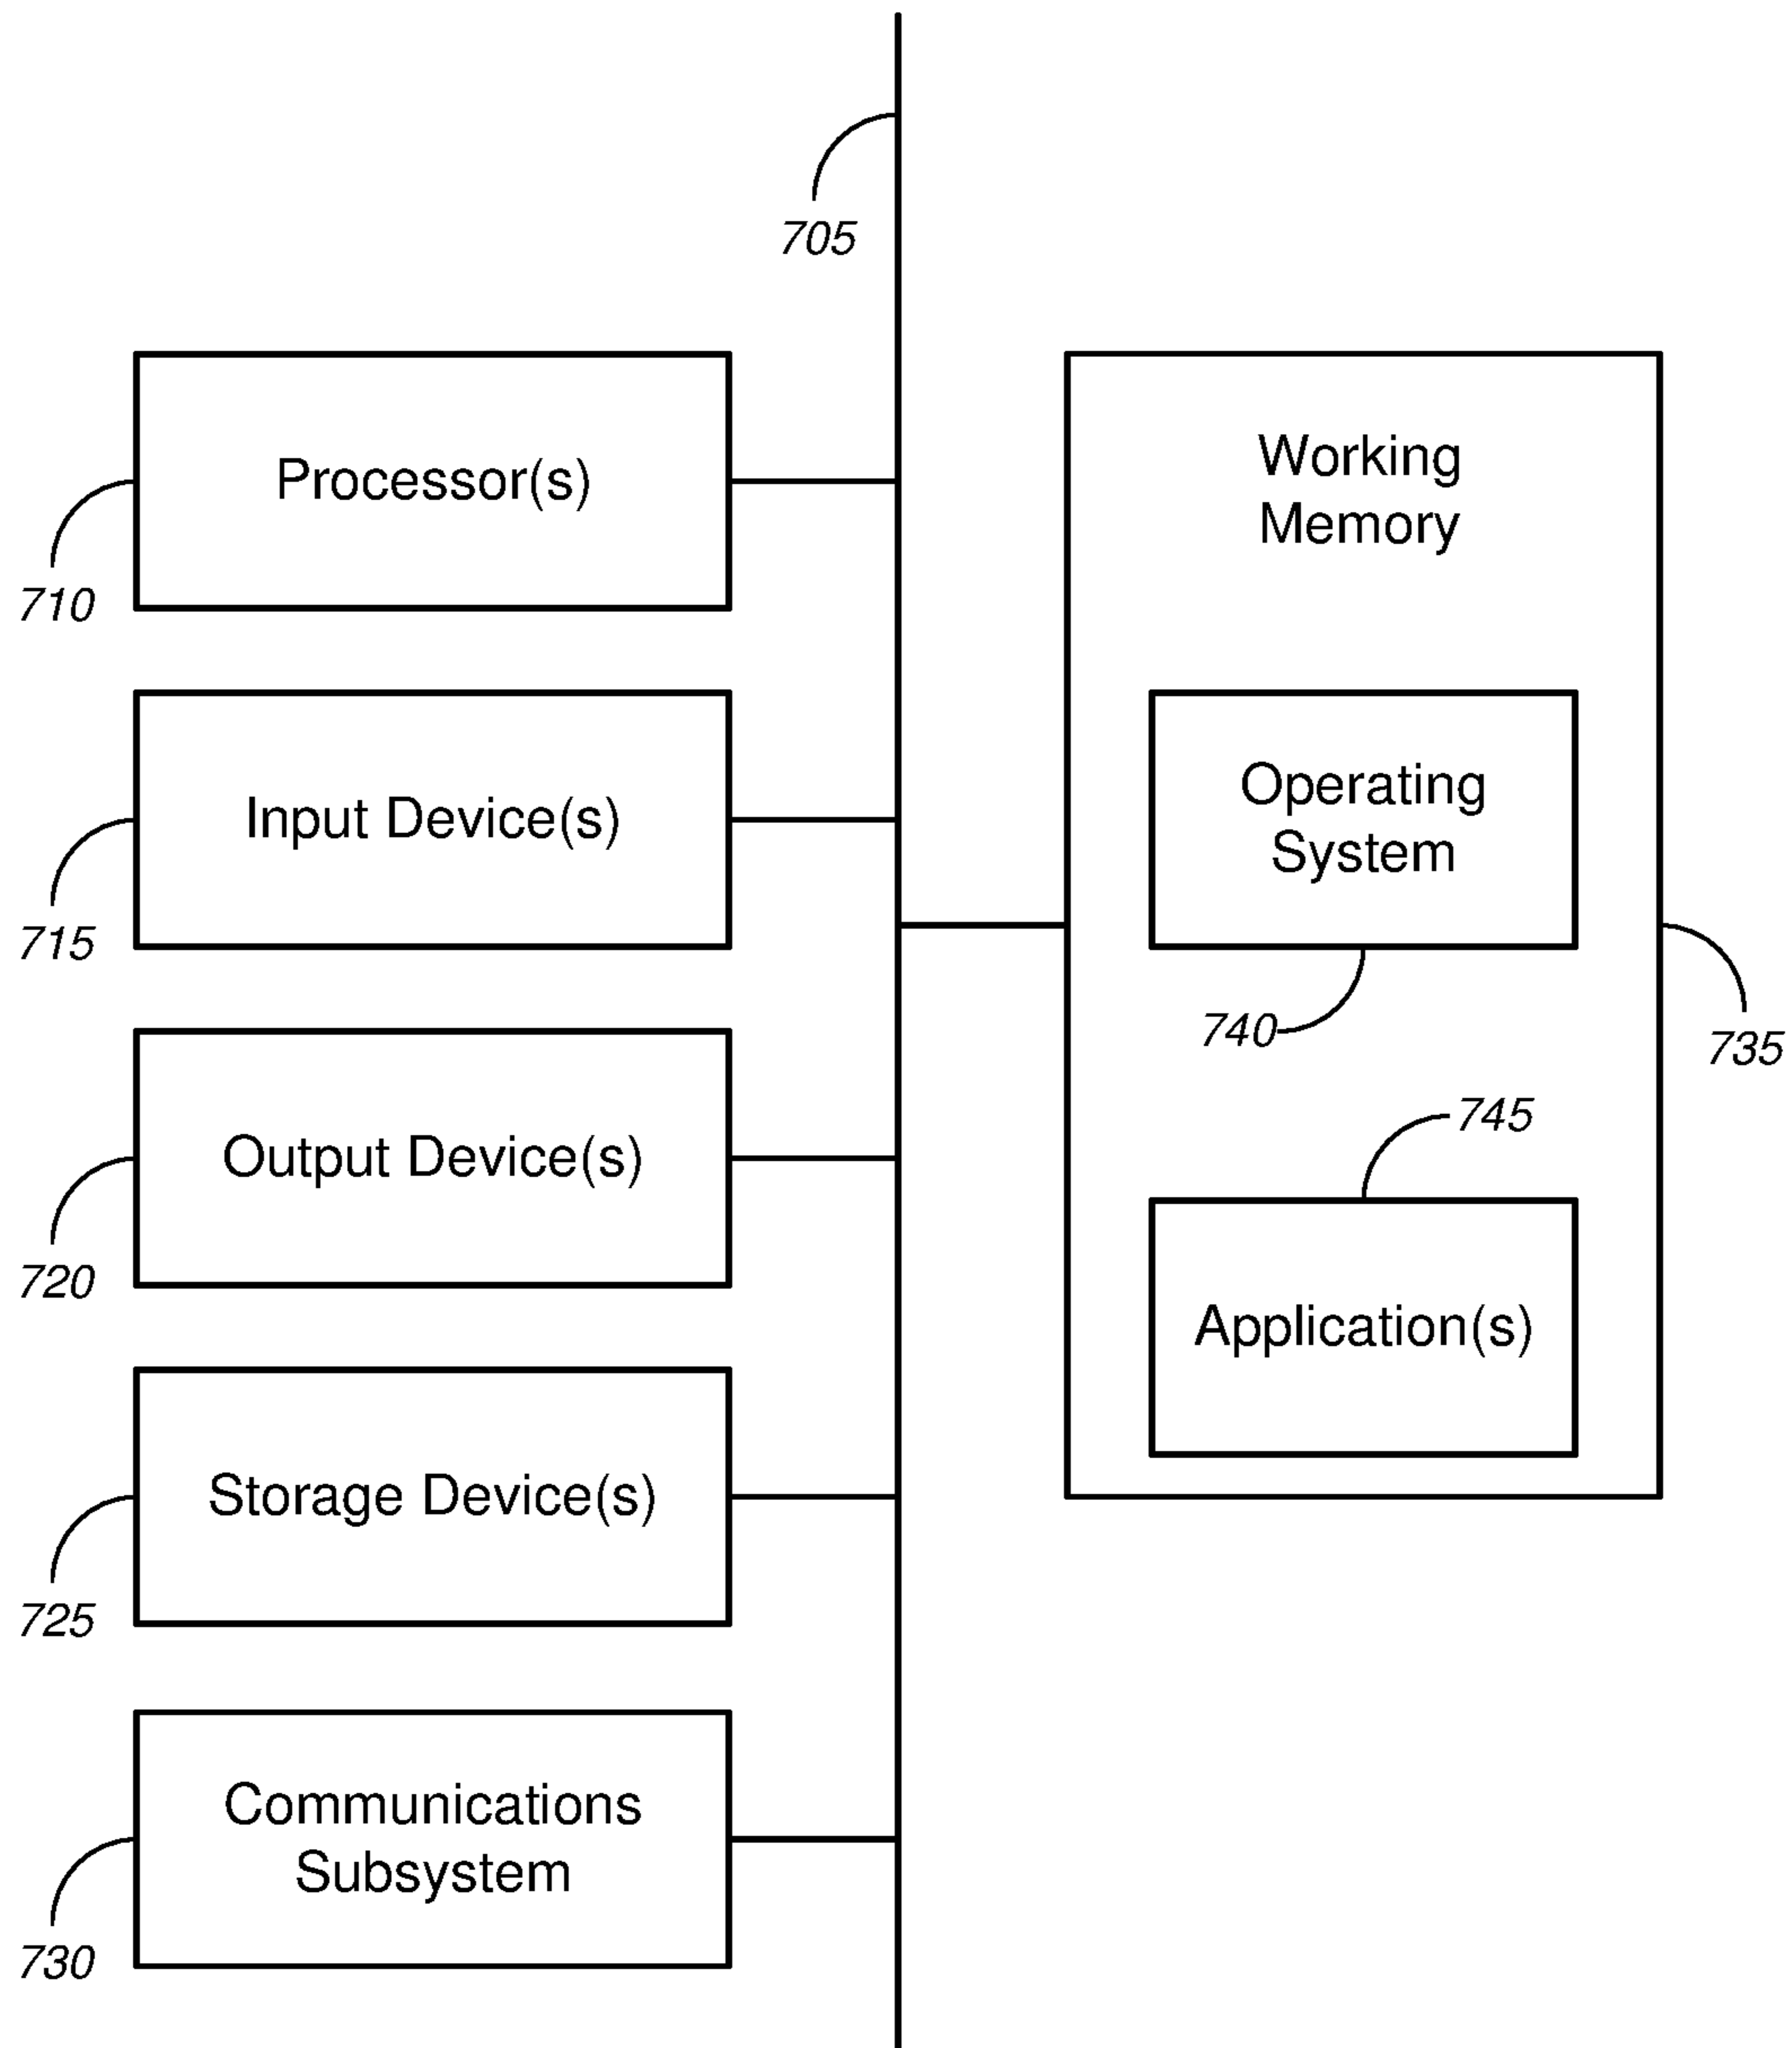 705
Processor(s)
710
Input Device(s)
715
Output Device(s)
720
Storage Device(s)
725
Communications
Subsystem
730
Working
Memory
Operating
System
740
735
745
Application(s)